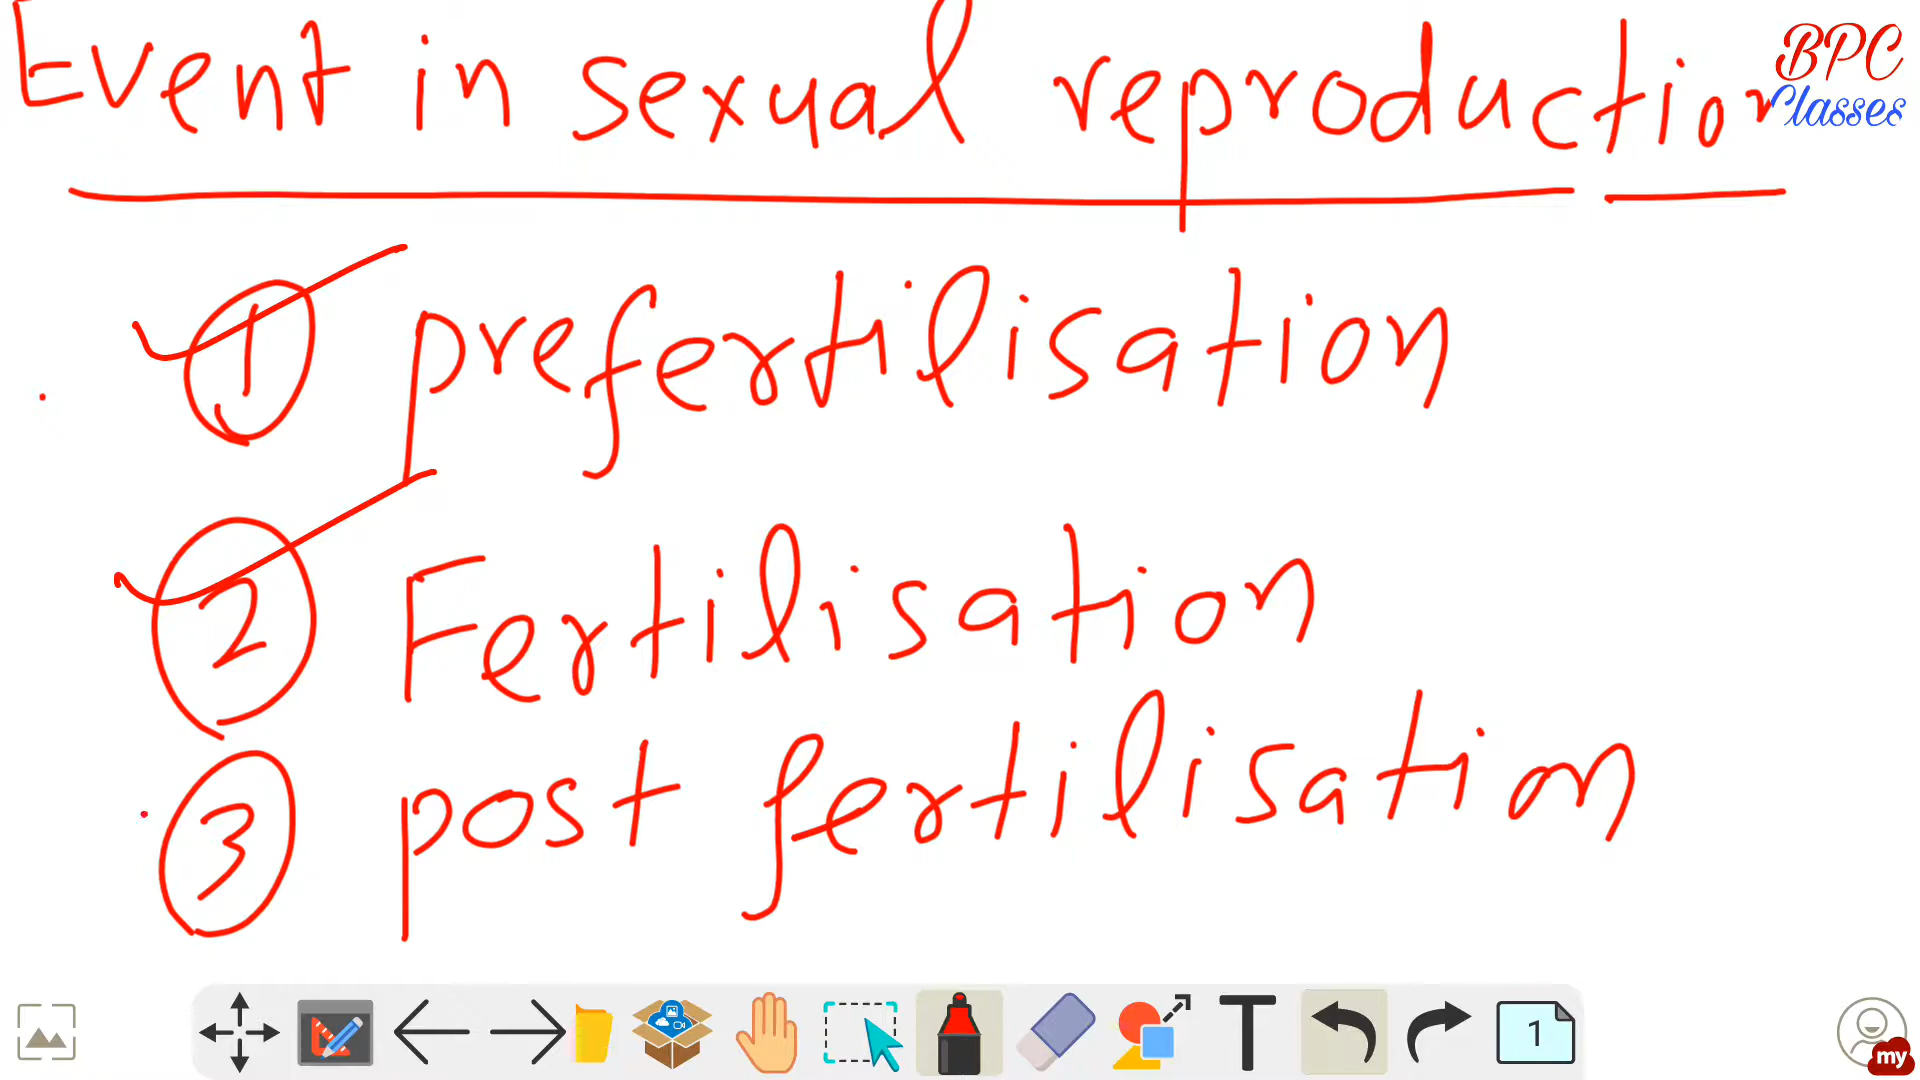 Event in sexual reproduction
BPC
Classes
1 prefertilisation
2 Fertilisation
3 post fertilisation
T
1
my